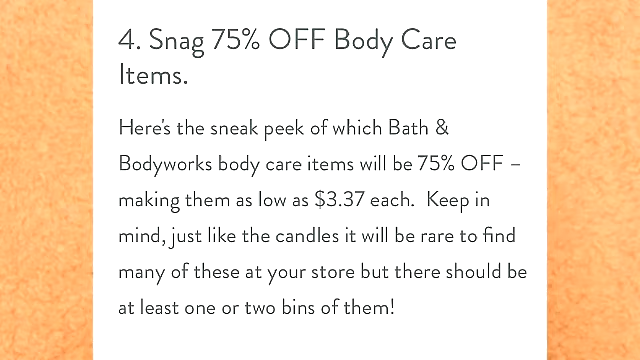 4. Snag 75% OFF Body Care
Items.
Here's the sneak peek of which Bath &
Bodyworks body care items will be 75% OFF –
making them as low as $3.37 each.  Keep in
mind, just like the candles it will be rare to find
many of these at your store but there should be
at least one or two bins of them!